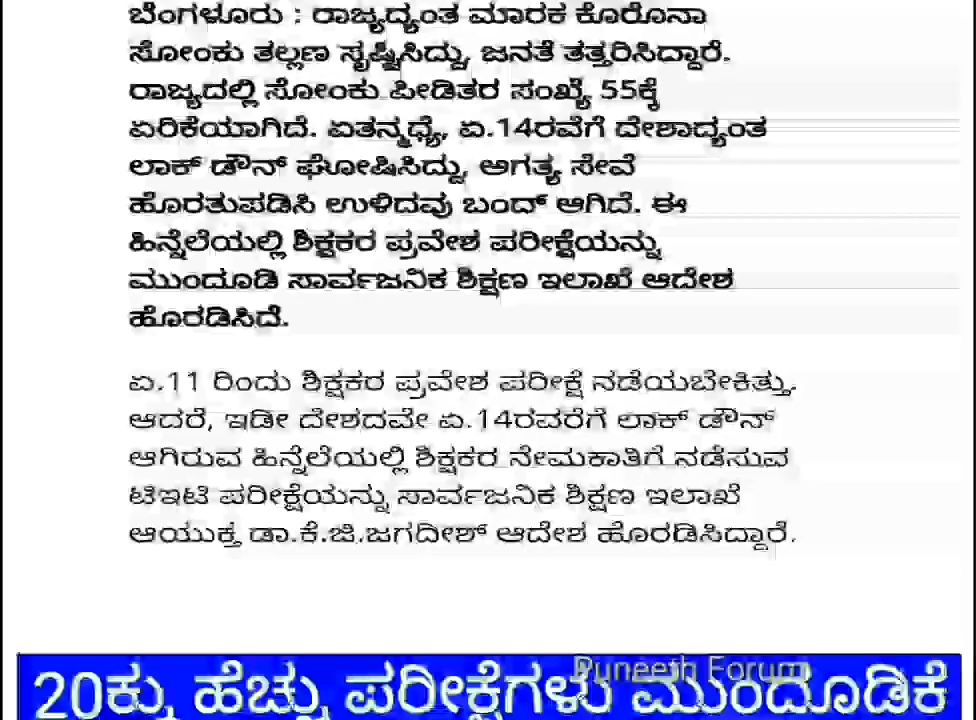 ಬೆಂಗಳೂರು : ರಾಜ್ಯದ್ಯಂತ ಮಾರಕ ಕೊರೊನಾ
ಸೋಂಕು ತಲ್ಲಣ ಸೃಷ್ಟಿಸಿದ್ದು, ಜನತೆ ತತ್ತರಿಸಿದ್ದಾರೆ.
ರಾಜ್ಯದಲ್ಲಿ ಸೋಂಕು ಪೀಡಿತರ ಸಂಖ್ಯೆ 55ಕ್ಕೆ
ಏರಿಕೆಯಾಗಿದೆ. ಏತನ್ಮಧ್ಯೆ, ಏ.14ರವೆಗೆ ದೇಶಾದ್ಯಂತ
ಲಾಕ್ ಡೌನ್ ಘೋಷಿಸಿದ್ದು, ಅಗತ್ಯ ಸೇವೆ
ಹೊರತುಪಡಿಸಿ ಉಳಿದವು ಬಂದ್ ಆಗಿದೆ. ಈ
ಹಿನ್ನೆಲೆಯಲ್ಲಿ ಶಿಕ್ಷಕರ ಪ್ರವೇಶ ಪರೀಕ್ಷೆಯನ್ನು
ಮುಂದೂಡಿ ಸಾರ್ವಜನಿಕ ಶಿಕ್ಷಣ ಇಲಾಖೆ ಆದೇಶ
ಹೊರಡಿಸಿದೆ.
ಏ.11 ರಿಂದು ಶಿಕ್ಷಕರ ಪ್ರವೇಶ ಪರೀಕ್ಷೆ ನಡೆಯಬೇಕಿತ್ತು.
ಆದರೆ, ಇಡೀ ದೇಶದವೇ ಏ.14ರವರೆಗೆ ಲಾಕ್ ಡೌನ್
ಆಗಿರುವ ಹಿನ್ನೆಲೆಯಲ್ಲಿ ಶಿಕ್ಷಕರ ನೇಮಕಾತಿಗೆ ನಡೆಸುವ
ಟಿಇಟಿ ಪರೀಕ್ಷೆಯನ್ನು ಸಾರ್ವಜನಿಕ ಶಿಕ್ಷಣ ಇಲಾಖೆ
ಆಯುಕ್ತ ಡಾ.ಕೆ.ಜಿ.ಜಗದೀಶ್ ಆದೇಶ ಹೊರಡಿಸಿದ್ದಾರೆ.
Puneeth Forum
20ಕ್ಕು ಹೆಚ್ಚು ಪರೀಕ್ಷೆಗಳು ಮುಂದೂಡಿಕೆ